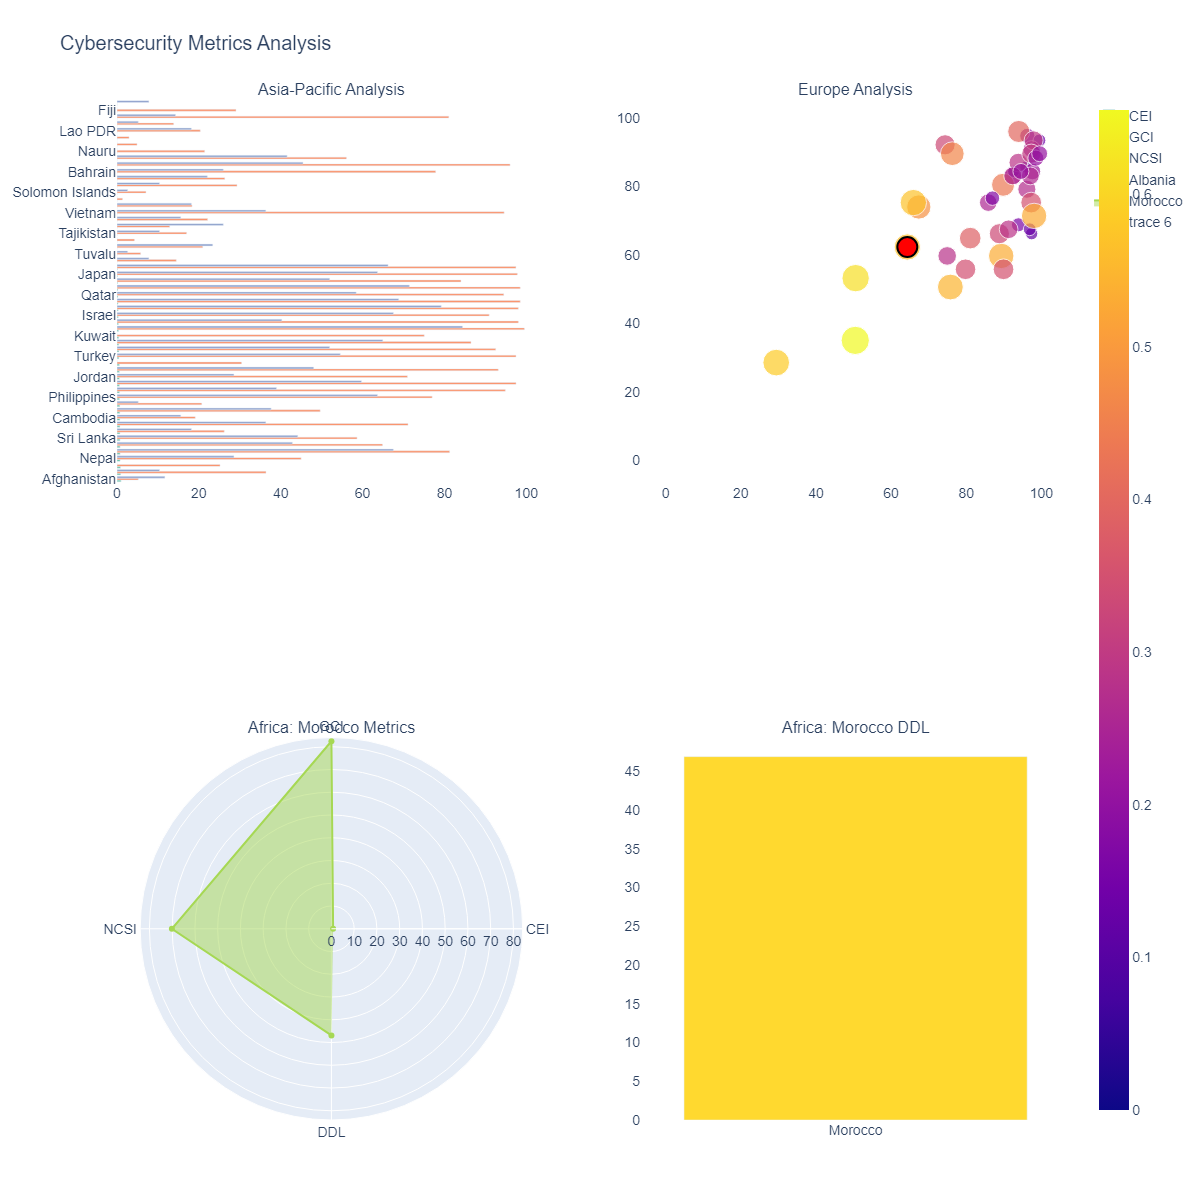 Cybersecurity Metrics Analysis
Asia-Pacific Analysis
Fiji
Lao PDR
Nauru
Bahrain
Solomon Islands
Vietnam
Tajikistan
Tuvalu
Japan
Qatar
Israel
Kuwait
Turkey
Jordan
Philippines
Cambodia
Sri Lanka
Nepal
Afghanistan
0 20 40 60 80 100
Europe Analysis
100
80
60
40
20
0
0 20 40 60 80 100
CEI
GCI
NCSI
Albania
Morocco
trace 6
0.6
0.5
0.4
0.3
0.2
0.1
0
Africa: Morocco Metrics
GCI
NCSI
0 10 20 30 40 50 60 70 80
CEI
DDL
Africa: Morocco DDL
45
40
35
30
25
20
15
10
5
0
Morocco